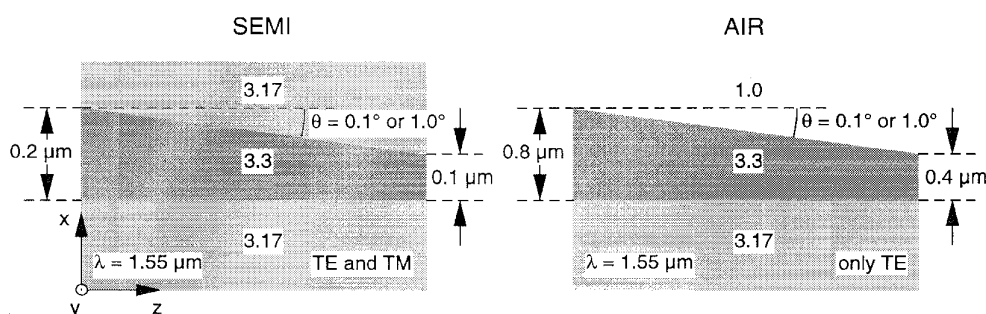 SEMI
3.17
θ = 0.1° or 1.0°
0.2 μm
3.3
0.1 μm
x
3.17
λ = 1.55 μm
TE and TM
y
z
AIR
1.0
θ = 0.1° or 1.0°
0.8 μm
3.3
0.4 μm
3.17
λ = 1.55 μm
only TE